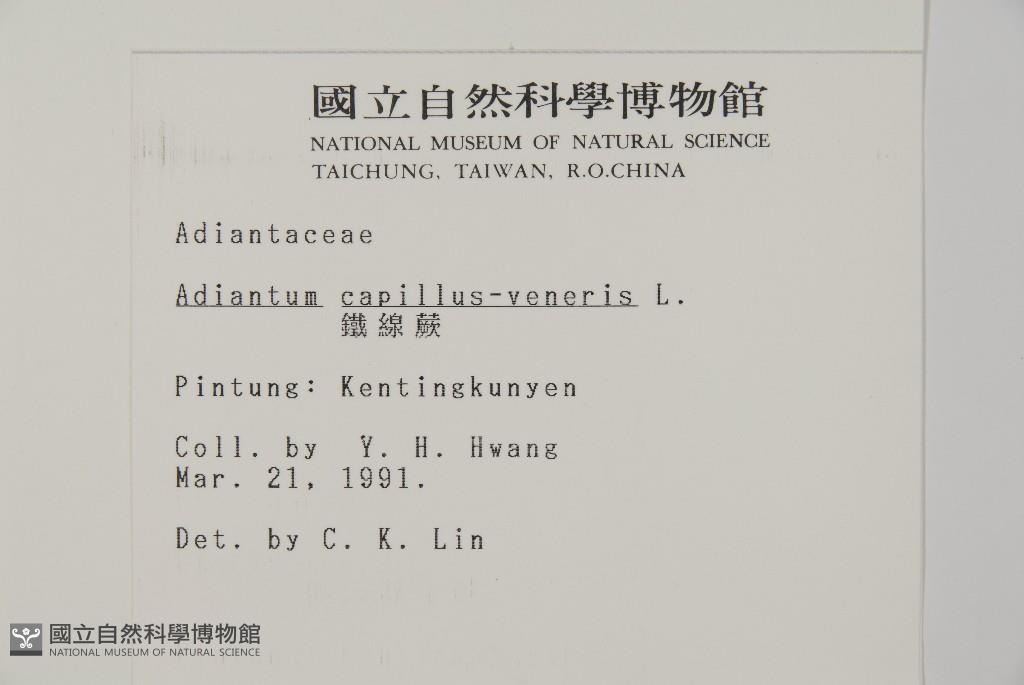 國立自然科學博物館
NATIONAL MUSEUM OF NATURAL SCIENCE
TAICHUNG, TAIWAN, R.O.CHINA
Adiantaceae
Adiantum capillus-veneris L.
鐵線蕨
Pintung: Kentingkunyen
Coll. by Y. H. Hwang
Mar. 21, 1991.
Det. by C. K. Lin
國立自然科學博物館
NATIONAL MUSEUM OF NATURAL SCIENCE